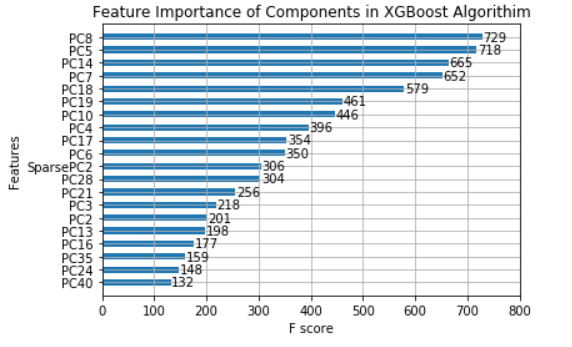 Feature Importance of Components in XGBoost Algorithim
Features
PC8 729
PC5 718
PC14 665
PC7 652
PC18 579
PC19 461
PC10 446
PC4 396
PC17 354
PC6 350
SparsePC2 306
PC28 304
PC21 256
PC3 218
PC2 201
PC13 198
PC16 177
PC35 159
PC24 148
PC40 132
0 100 200 300 400 500 600 700 800
F score